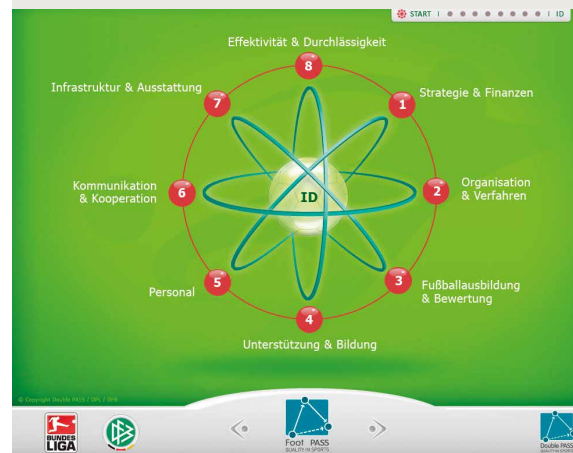 START | | ID
Effektivität & Durchlässigkeit
8
Infrastruktur & Ausstattung
7
1
Strategie & Finanzen
Kommunikation
& Kooperation
6
ID
2
Organisation
& Verfahren
Personal
5
3
Fußballausbildung
& Bewertung
4
Unterstützung & Bildung
© Copyright Double PASS / DFL / DFB
BUNDES
LIGA
DFB
Foot PASS
QUALITY IN SPORTS
Double PASS